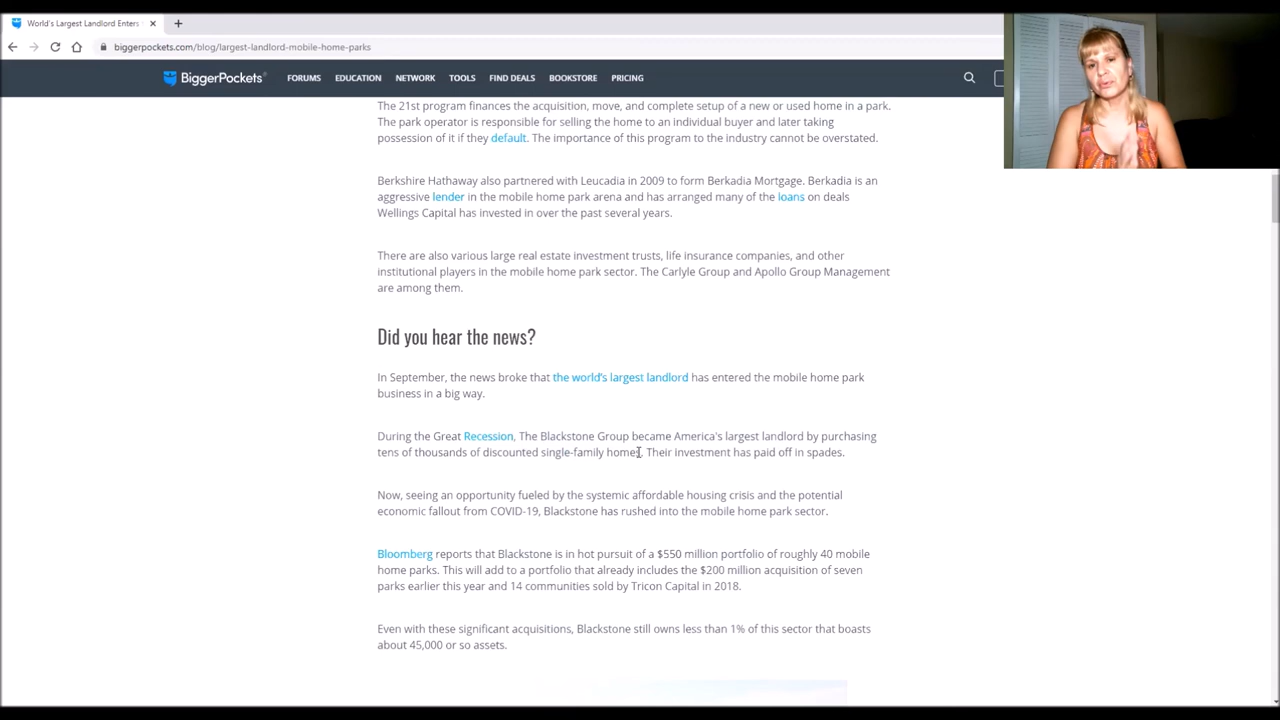 World's Largest Landlord Enters
biggerpockets.com/blog/largest-landlord-mobile-home-parks
BiggerPockets
FORUMS EDUCATION NETWORK TOOLS FIND DEALS BOOKSTORE PRICING
The 21st program finances the acquisition, move, and complete setup of a new or used home in a park.
The park operator is responsible for selling the home to an individual buyer and later taking
possession of it if they default. The importance of this program to the industry cannot be overstated.
Berkshire Hathaway also partnered with Leucadia in 2009 to form Berkadia Mortgage. Berkadia is an
aggressive lender in the mobile home park arena and has arranged many of the loans on deals
Wellings Capital has invested in over the past several years.
There are also various large real estate investment trusts, life insurance companies, and other
institutional players in the mobile home park sector. The Carlyle Group and Apollo Group Management
are among them.
Did you hear the news?
In September, the news broke that the world's largest landlord has entered the mobile home park
business in a big way.
During the Great Recession, The Blackstone Group became America's largest landlord by purchasing
tens of thousands of discounted single-family homes. Their investment has paid off in spades.
Now, seeing an opportunity fueled by the systemic affordable housing crisis and the potential
economic fallout from COVID-19, Blackstone has rushed into the mobile home park sector.
Bloomberg reports that Blackstone is in hot pursuit of a $550 million portfolio of roughly 40 mobile
home parks. This will add to a portfolio that already includes the $200 million acquisition of seven
parks earlier this year and 14 communities sold by Tricon Capital in 2018.
Even with these significant acquisitions, Blackstone still owns less than 1% of this sector that boasts
about 45,000 or so assets.